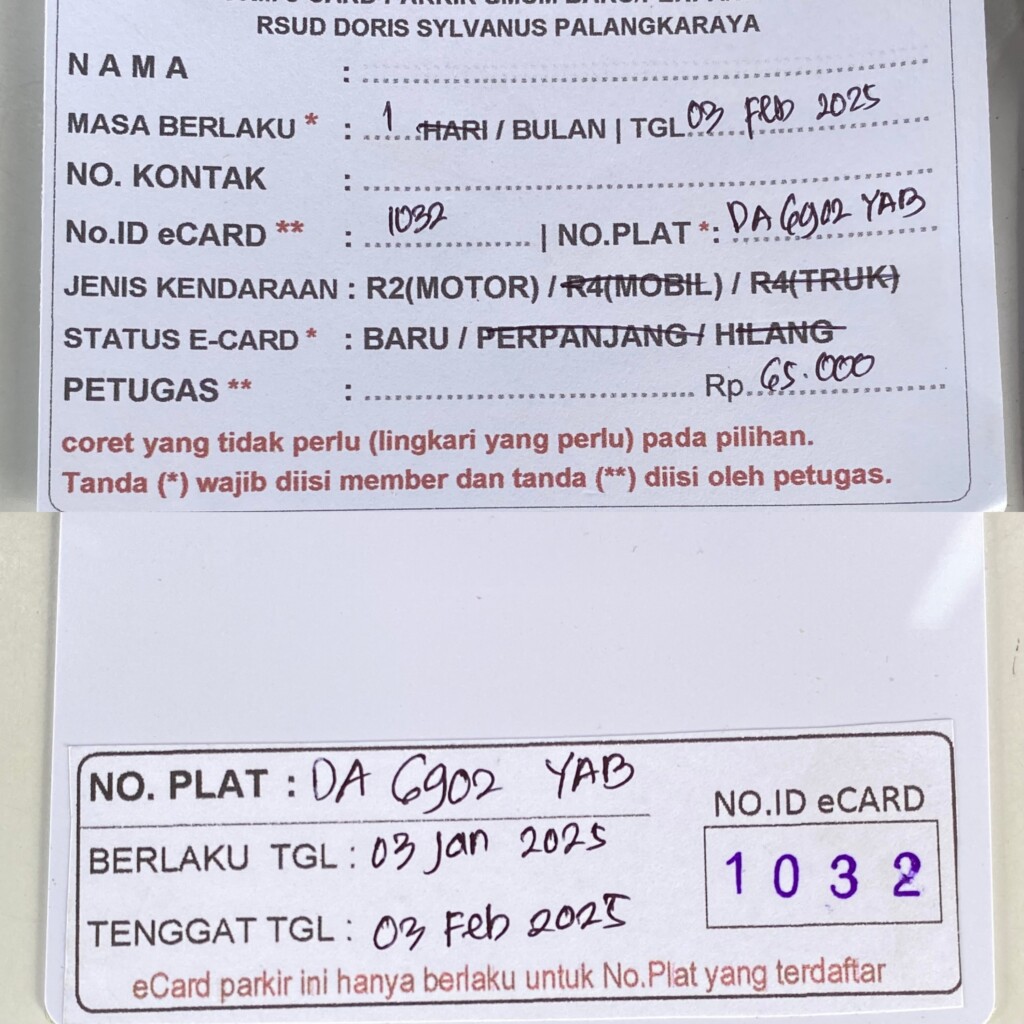 RSUD DORIS SYLVANUS PALANGKARAYA
N A M A :
MASA BERLAKU * : 1 HARI / BULAN | TGL 03 Feb 2025
NO. KONTAK :
No.ID eCARD ** : 1032 | NO.PLAT *: DA 6902 YAB
JENIS KENDARAAN : R2(MOTOR) / R4(MOBIL) / R4(TRUK)
STATUS E-CARD * : BARU / PERPANJANG / HILANG
PETUGAS ** : Rp. 65.000
coret yang tidak perlu (lingkari yang perlu) pada pilihan.
Tanda (*) wajib diisi member dan tanda (**) diisi oleh petugas.
NO. PLAT : DA 6902 YAB
BERLAKU TGL : 03 Jan 2025
TENGGAT TGL : 03 Feb 2025
NO.ID eCARD
1 0 3 2
eCard parkir ini hanya berlaku untuk No.Plat yang terdaftar